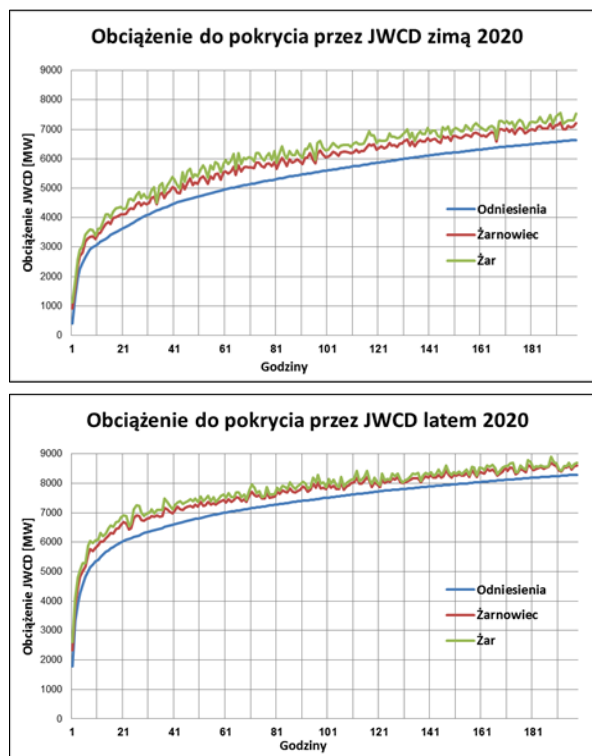 Obciążenie do pokrycia przez JWCD zimą 2020
Obciążenie JWCD [MW]
9000
8000
7000
6000
5000
4000
3000
2000
1000
0
Odniesienia
Żarnowiec
Żar
1 21 41 61 81 101 121 141 161 181
Godziny
Obciążenie do pokrycia przez JWCD latem 2020
Obciążenie JWCD [MW]
9000
8000
7000
6000
5000
4000
3000
2000
1000
0
Odniesienia
Żarnowiec
Żar
1 21 41 61 81 101 121 141 161 181
Godziny